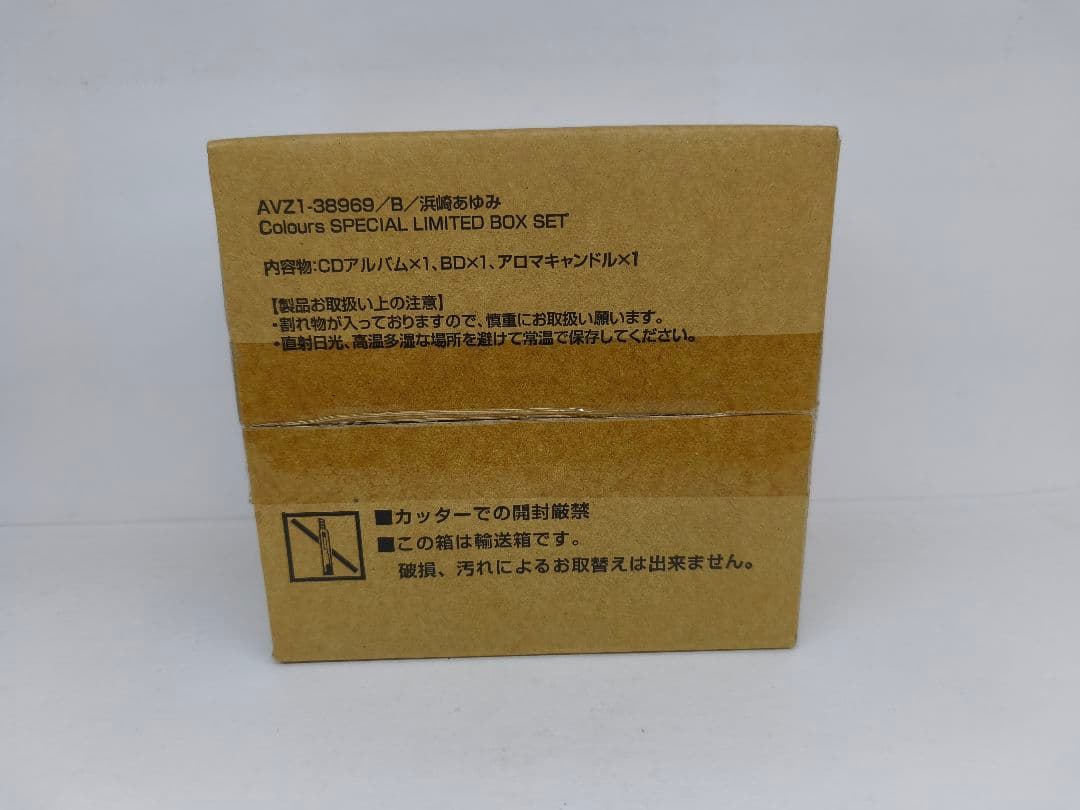 AVZ1-38969/B/浜崎あゆみ
Colours SPECIAL LIMITED BOX SET
内容物:CDアルバム×1、BD×1、アロマキャンドル×1
【製品お取扱い上の注意】
・割れ物が入っておりますので、慎重にお取扱い願います。
・直射日光、高温多湿な場所を避けて常温で保存してください。
■カッターでの開封厳禁
■この箱は輸送箱です。
破損、汚れによるお取替えは出来ません。